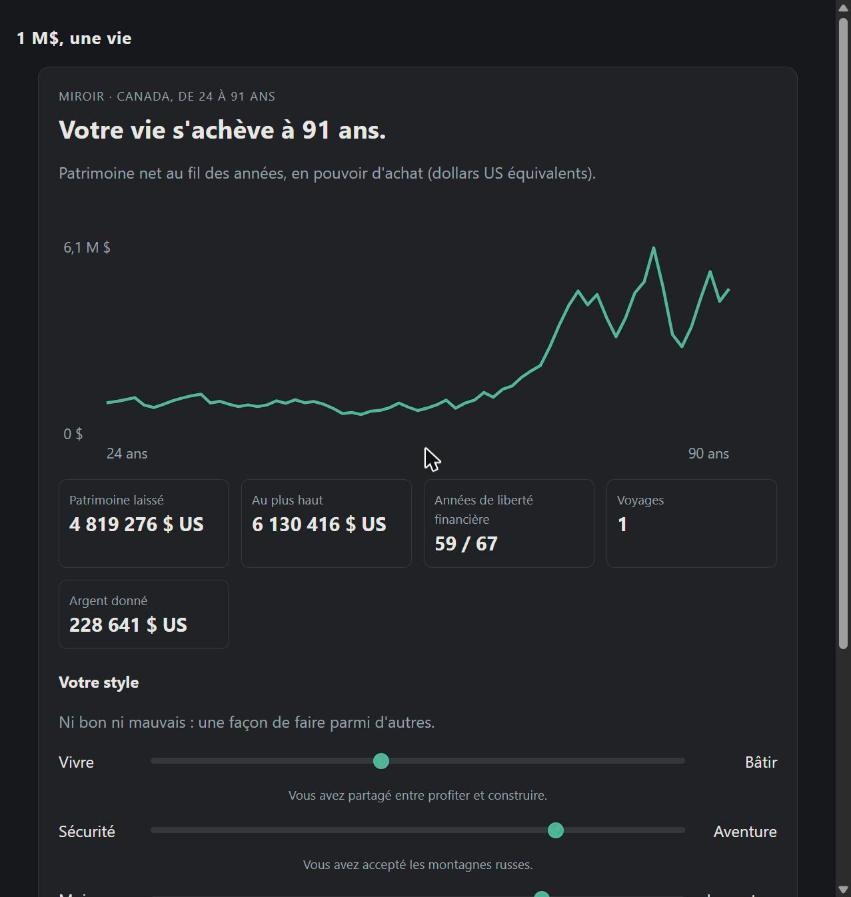 1 M$, une vie
MIROIR · CANADA, DE 24 À 91 ANS
Votre vie s'achève à 91 ans.
Patrimoine net au fil des années, en pouvoir d'achat (dollars US équivalents).
6,1 M $
0 $
24 ans
90 ans
Patrimoine laissé
4 819 276 $ US
Au plus haut
6 130 416 $ US
Années de liberté
financière
59 / 67
Voyages
1
Argent donné
228 641 $ US
Votre style
Ni bon ni mauvais : une façon de faire parmi d'autres.
Vivre
Bâtir
Vous avez partagé entre profiter et construire.
Sécurité
Aventure
Vous avez accepté les montagnes russes.